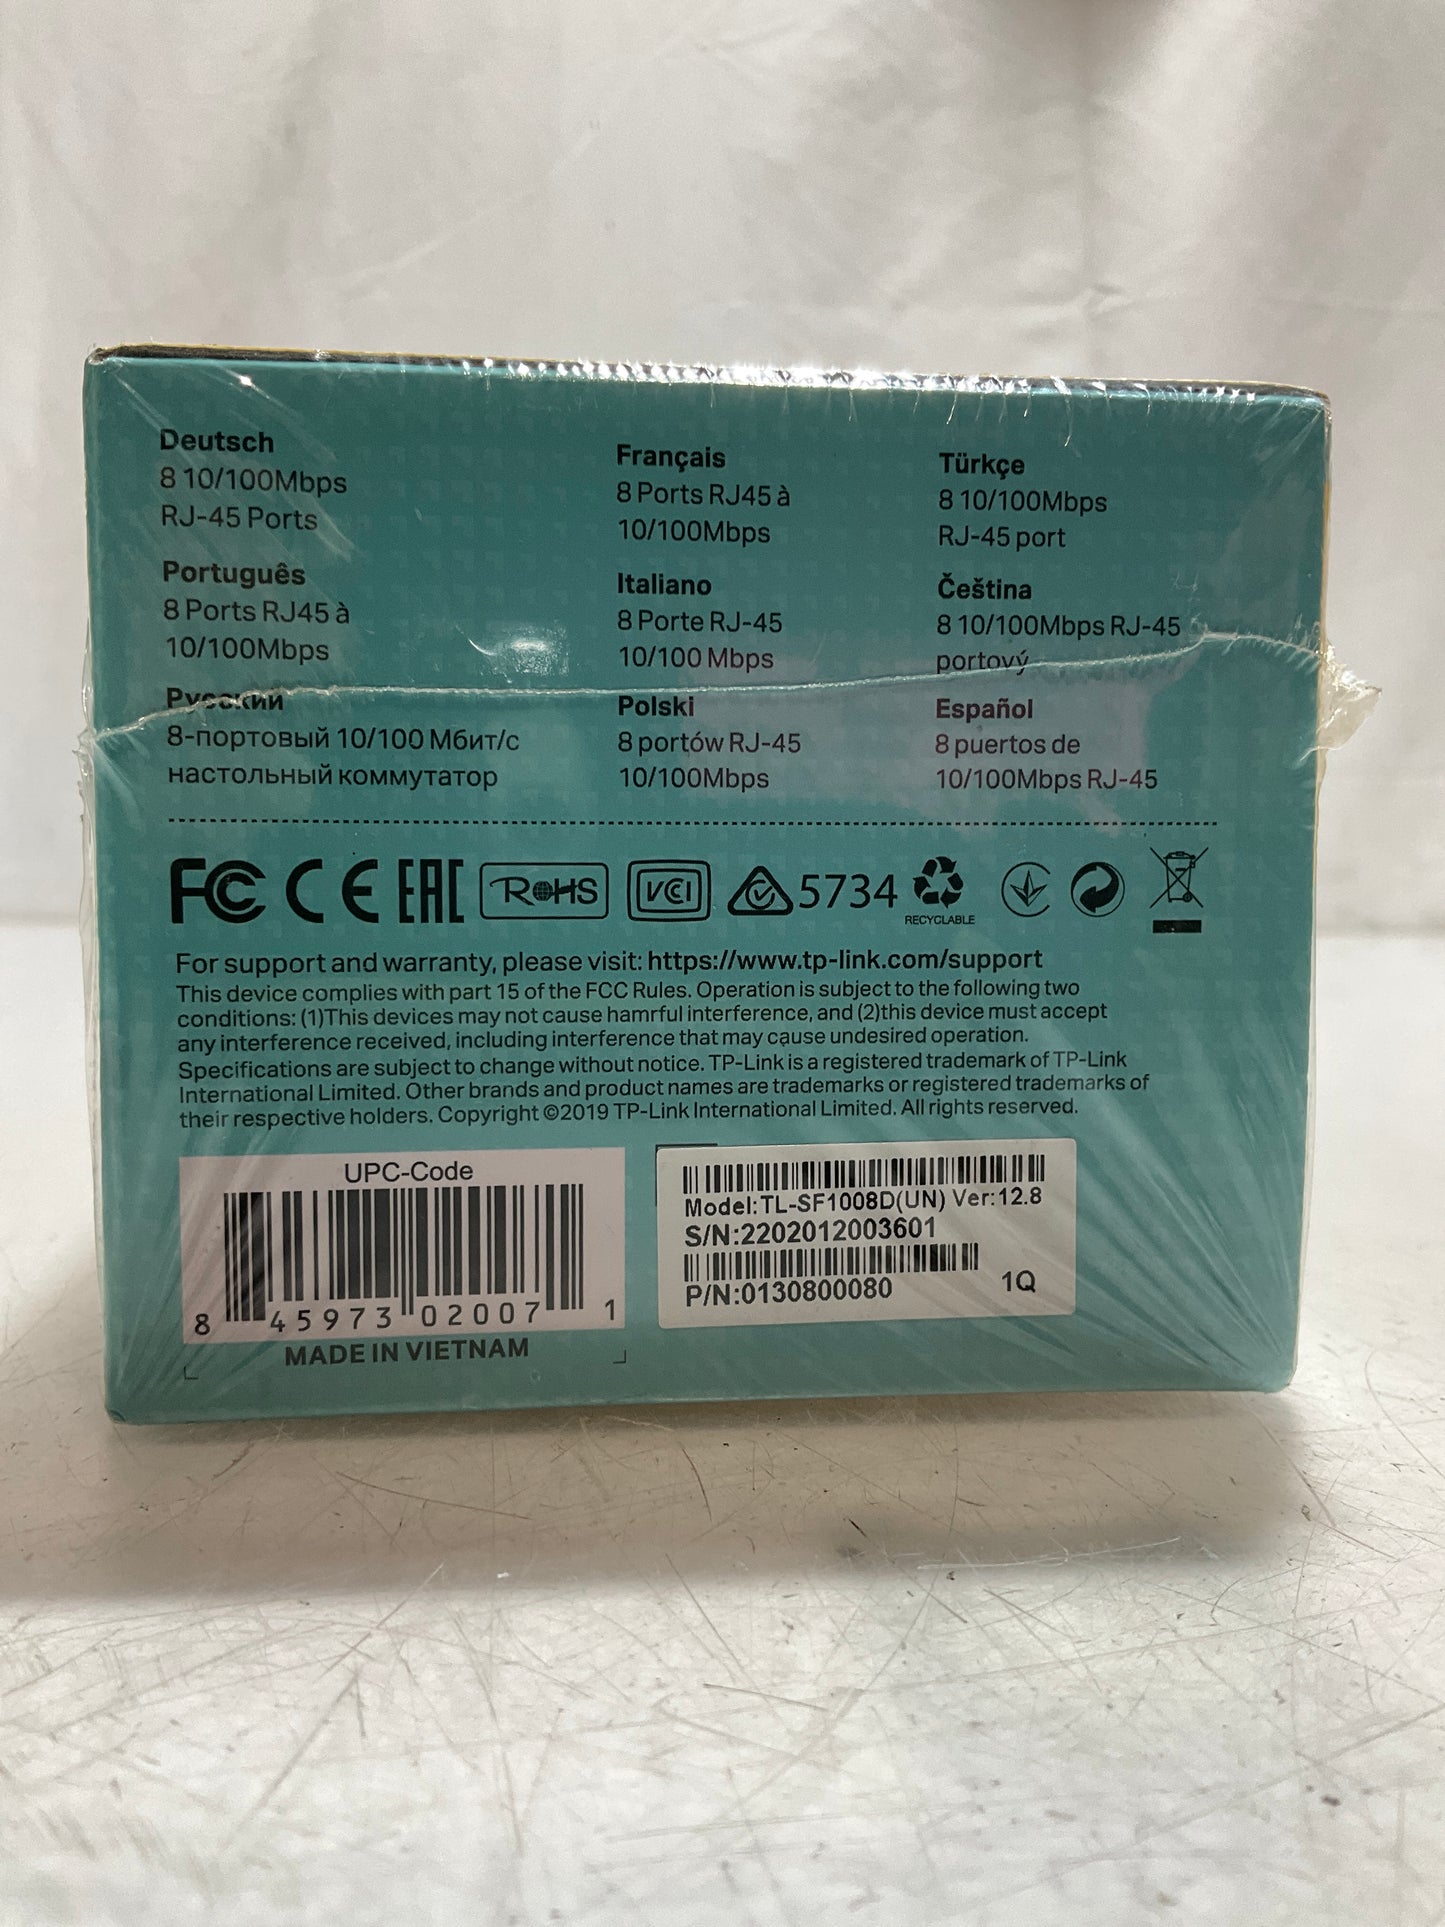 Deutsch
8 10/100Mbps
RJ-45 Ports
Português
8 Ports RJ45 à
10/100Mbps
Русский
8-портовый 10/100 Мбит/с
настольный коммутатор
Français
8 Ports RJ45 à
10/100Mbps
Italiano
8 Porte RJ-45
10/100 Mbps
Polski
8 portów RJ-45
10/100Mbps
Türkçe
8 10/100Mbps
RJ-45 port
Čeština
8 10/100Mbps RJ-45
portový
Español
8 puertos de
10/100Mbps RJ-45
FC CE EAC RoHS VCCI 5734
RECYCLABLE
For support and warranty, please visit: https://www.tp-link.com/support
This device complies with part 15 of the FCC Rules. Operation is subject to the following two
conditions: (1)This devices may not cause hamrful interference, and (2)this device must accept
any interference received, including interference that may cause undesired operation.
Specifications are subject to change without notice. TP-Link is a registered trademark of TP-Link
International Limited. Other brands and product names are trademarks or registered trademarks of
their respective holders. Copyright ©2019 TP-Link International Limited. All rights reserved.
UPC-Code
8 45973 02007 1
MADE IN VIETNAM
Model:TL-SF1008D(UN) Ver:12.8
S/N:2202012003601
P/N:0130800080 1Q